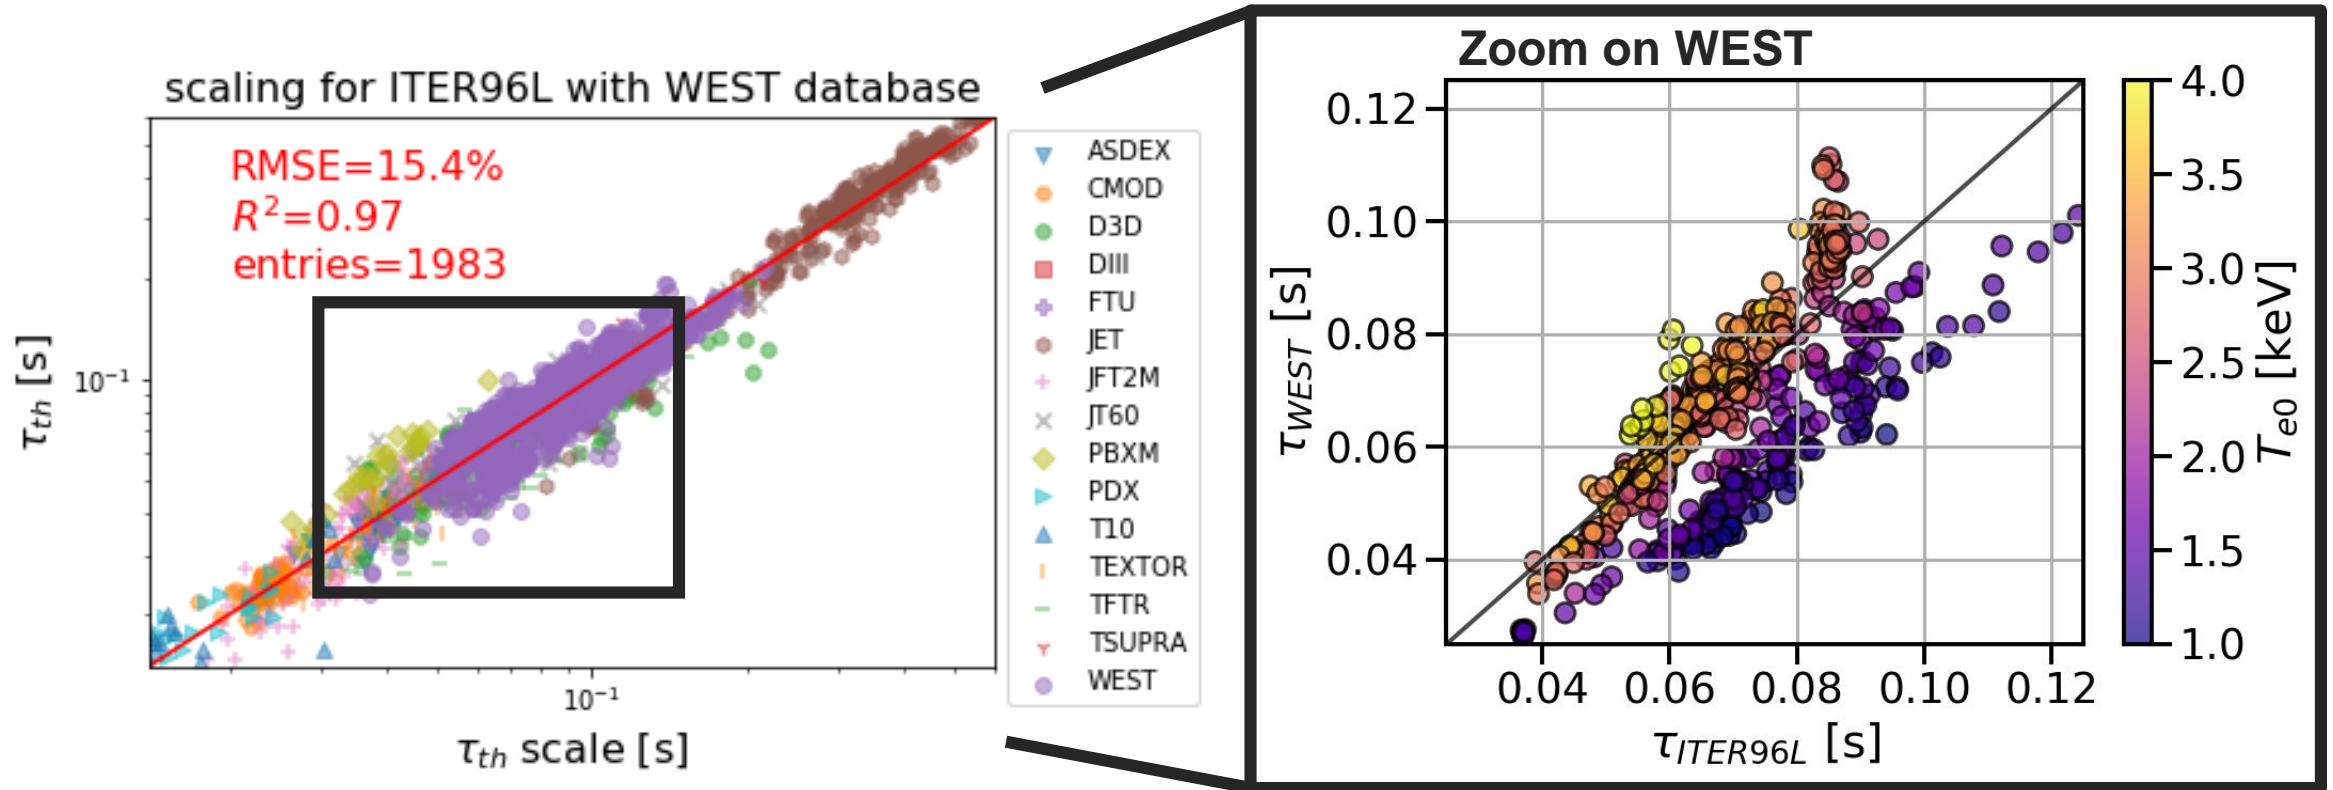 scaling for ITER96L with WEST database
RMSE=15.4%
R²=0.97
entries=1983
τth [s]
10⁻¹
10⁻¹
τth scale [s]
ASDEX
CMOD
D3D
DIII
FTU
JET
JFT2M
JT60
PBXM
PDX
T10
TEXTOR
TFTR
TSUPRA
WEST
Zoom on WEST
τWEST [s]
0.12
0.10
0.08
0.06
0.04
0.04 0.06 0.08 0.10 0.12
τITER96L [s]
4.0
3.5
3.0
2.5
2.0
1.5
1.0
Te0 [keV]